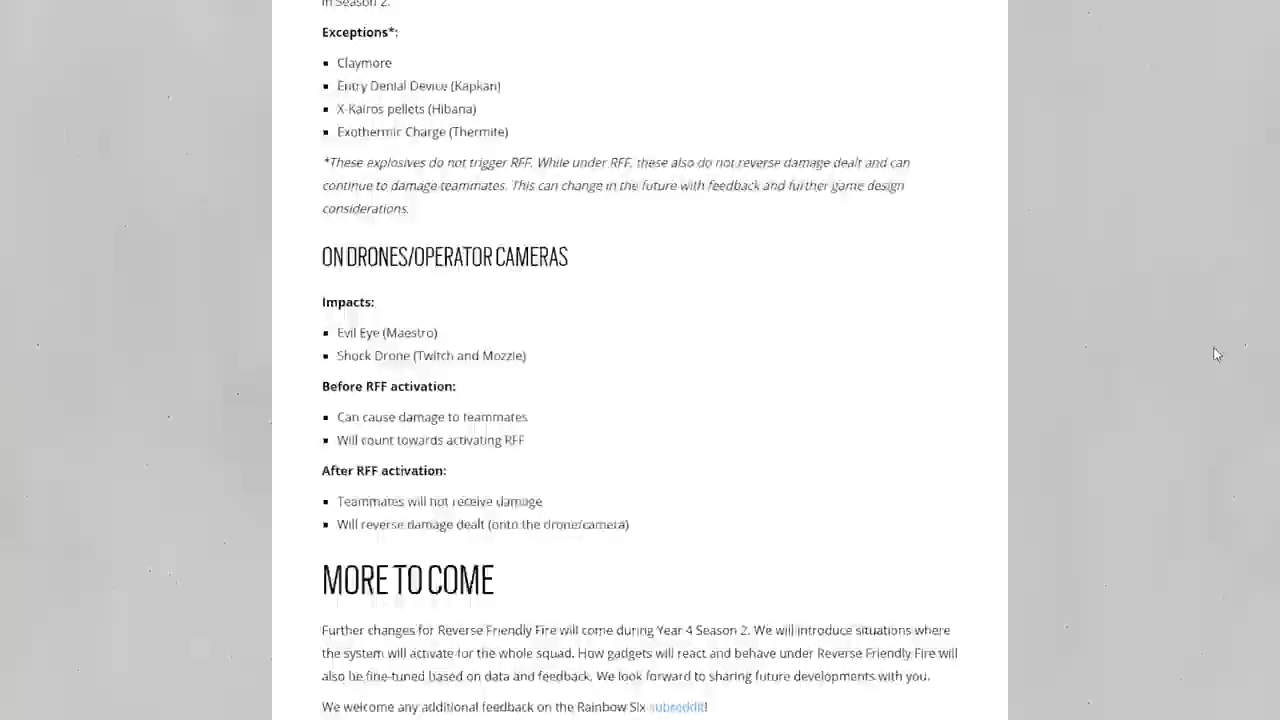 in Season 2.
Exceptions*:
Claymore
Entry Denial Device (Kapkan)
X-Kairos pellets (Hibana)
Exothermic Charge (Thermite)
*These explosives do not trigger RFF. While under RFF, these also do not reverse damage dealt and can
continue to damage teammates. This can change in the future with feedback and further game design
considerations.
ON DRONES/OPERATOR CAMERAS
Impacts:
Evil Eye (Maestro)
Shock Drone (Twitch and Mozzie)
Before RFF activation:
Can cause damage to teammates
Will count towards activating RFF
After RFF activation:
Teammates will not receive damage
Will reverse damage dealt (onto the drone/camera)
MORE TO COME
Further changes for Reverse Friendly Fire will come during Year 4 Season 2. We will introduce situations where
the system will activate for the whole squad. How gadgets will react and behave under Reverse Friendly Fire will
also be fine-tuned based on data and feedback. We look forward to sharing future developments with you.
We welcome any additional feedback on the Rainbow Six subreddit!